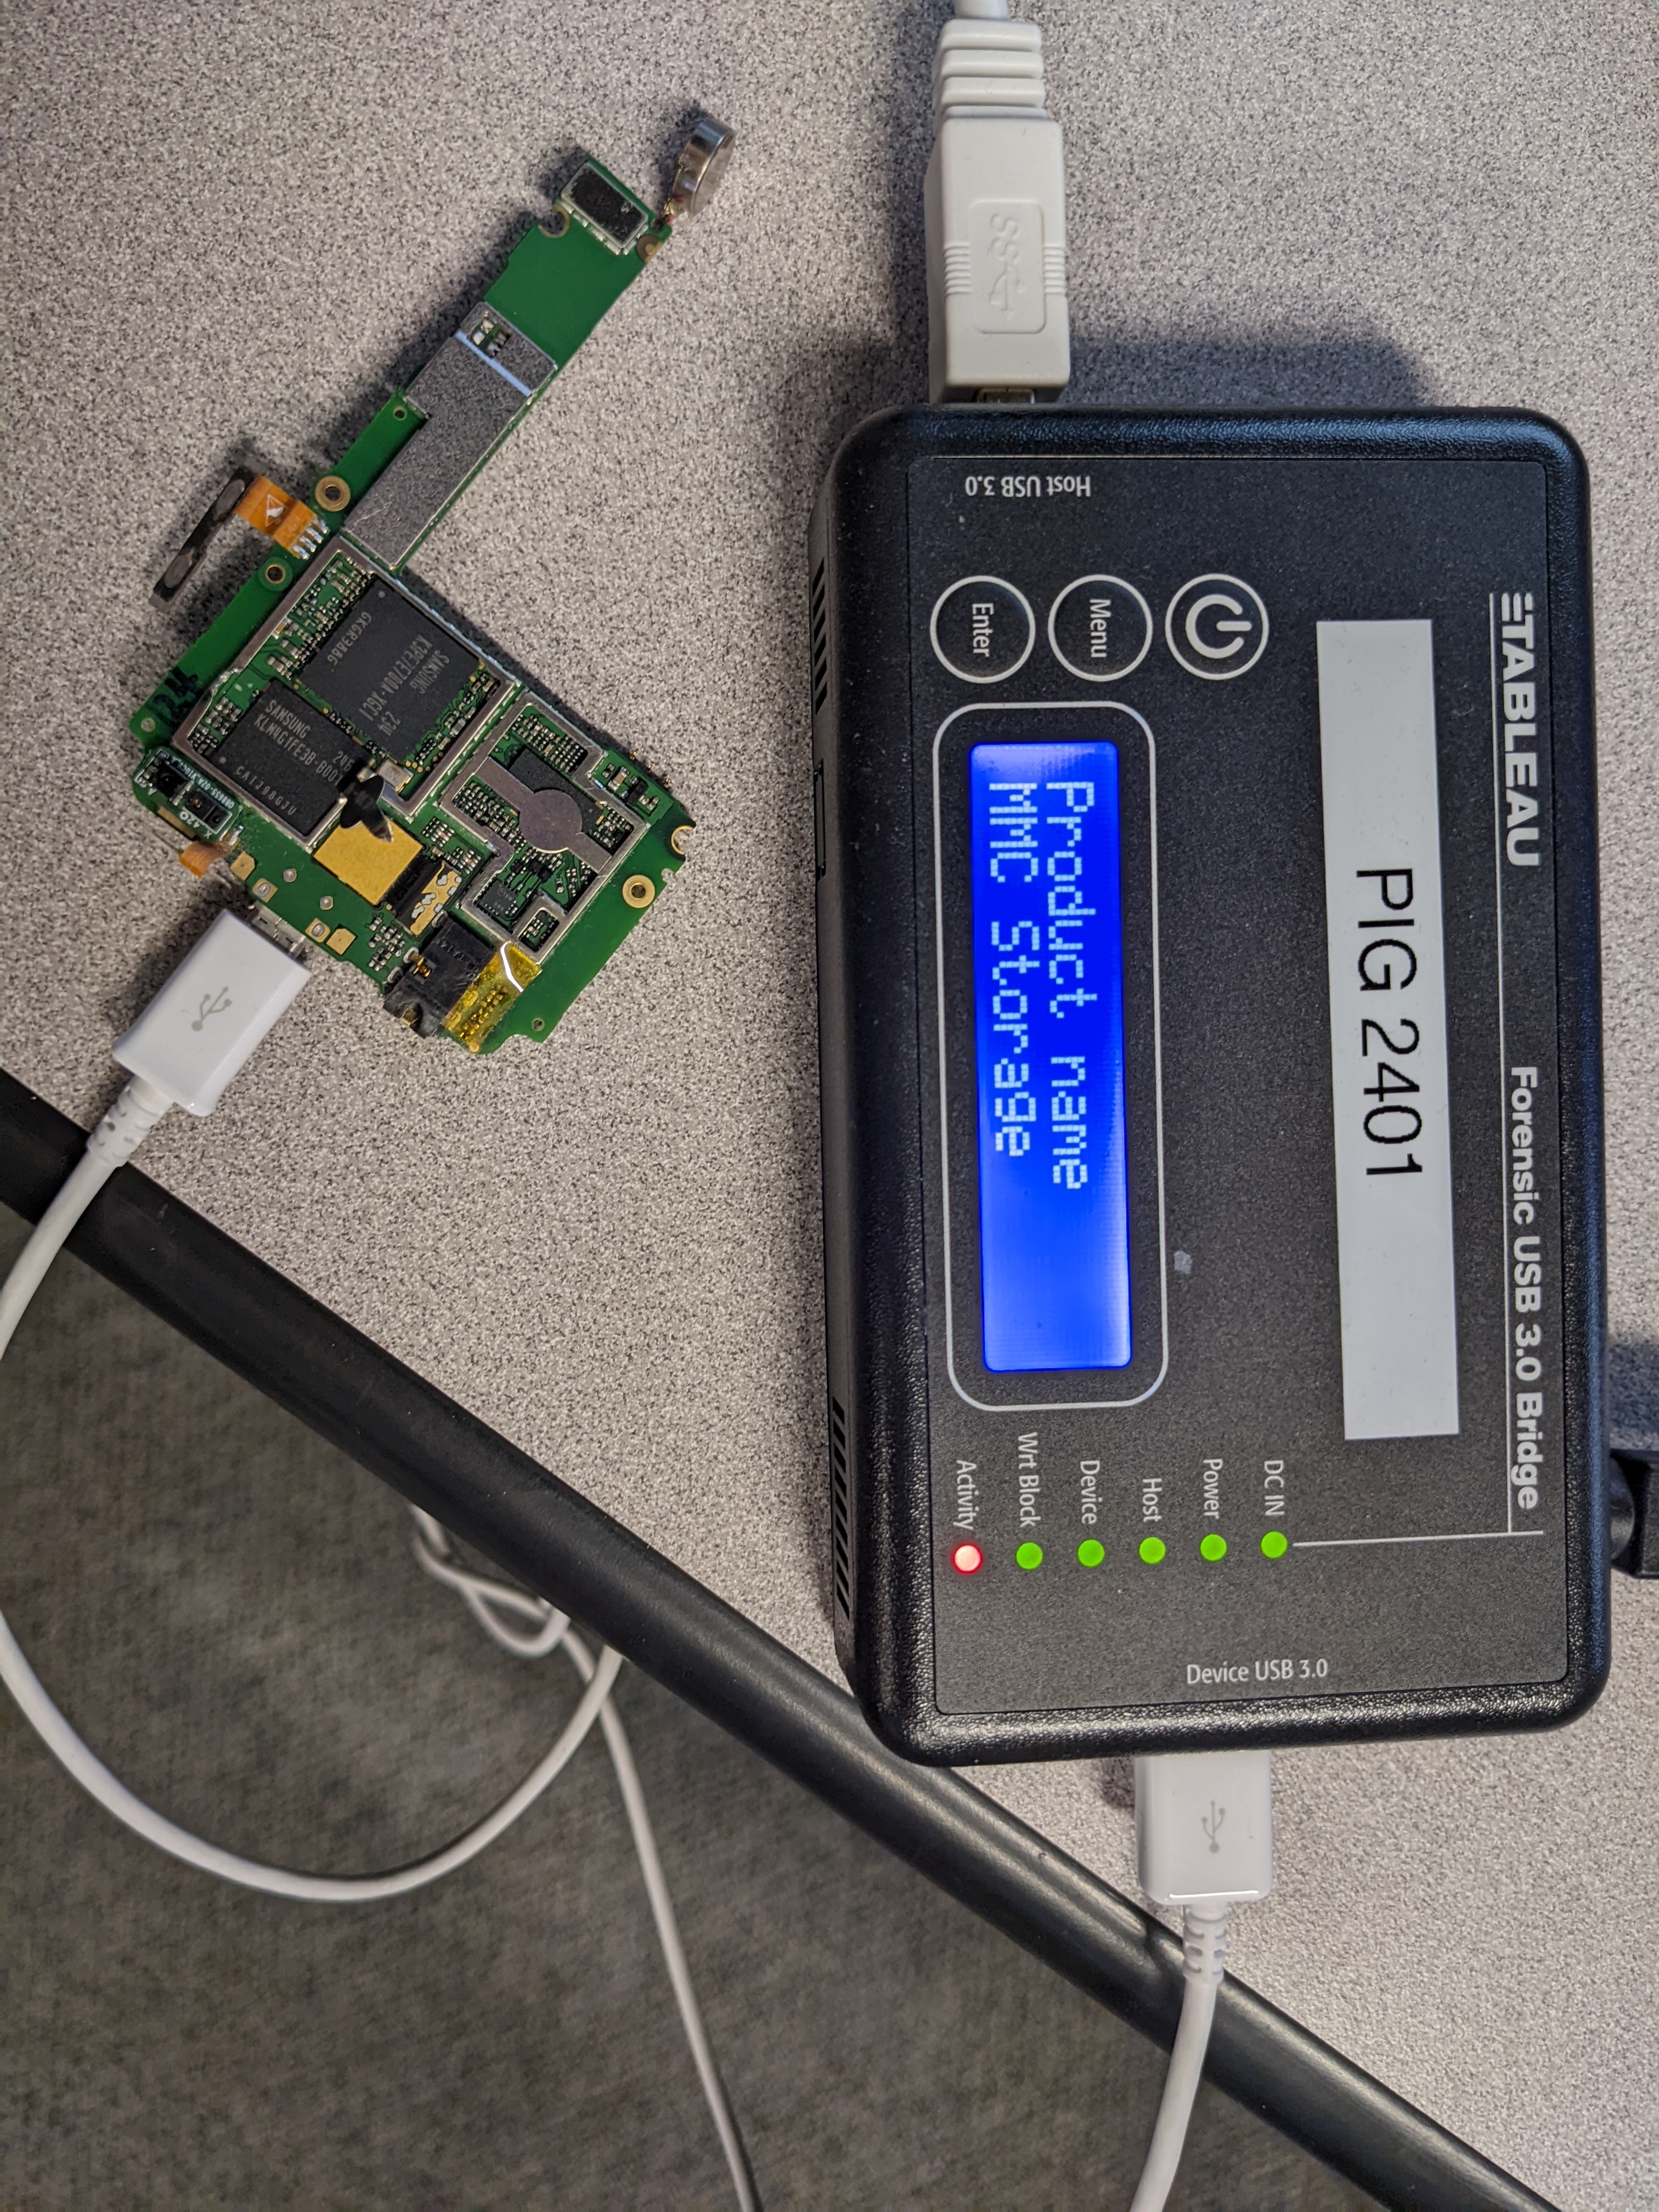 TABLEAU
Forensic USB 3.0 Bridge
PIG 2401
Host USB 3.0
Menu
Enter
Product name
MMC Storage
DC IN
Power
Host
Device
Wrt Block
Activity
Device USB 3.0
SAMSUNG
SAMSUNG